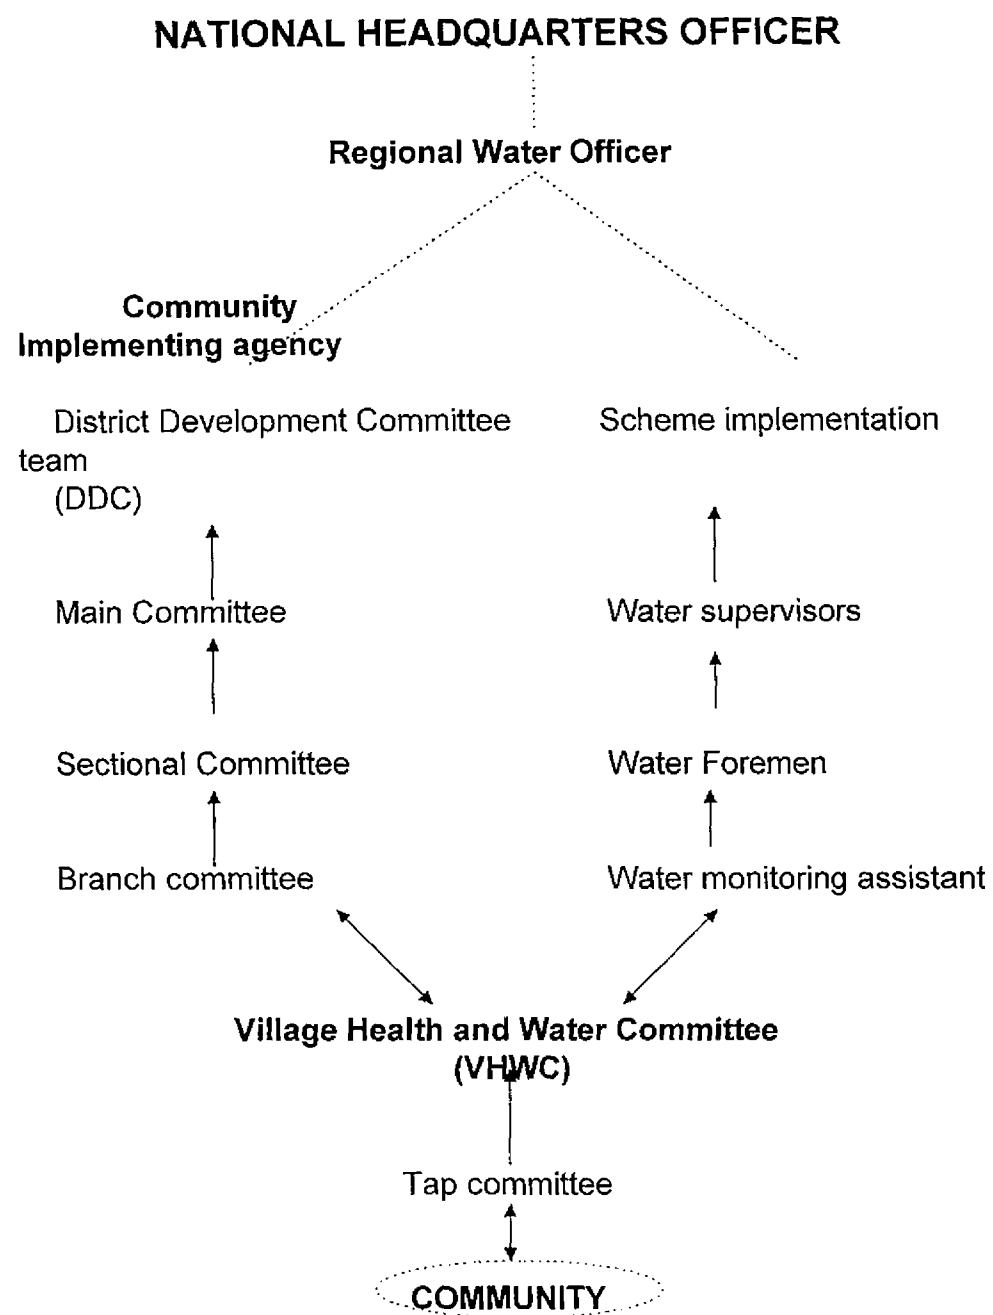 NATIONAL HEADQUARTERS OFFICER
Regional Water Officer
Community
Implementing agency
District Development Committee
team
(DDC)
Scheme implementation
Main Committee
Water supervisors
Sectional Committee
Water Foremen
Branch committee
Water monitoring assistant
Village Health and Water Committee
(VHWC)
Tap committee
COMMUNITY